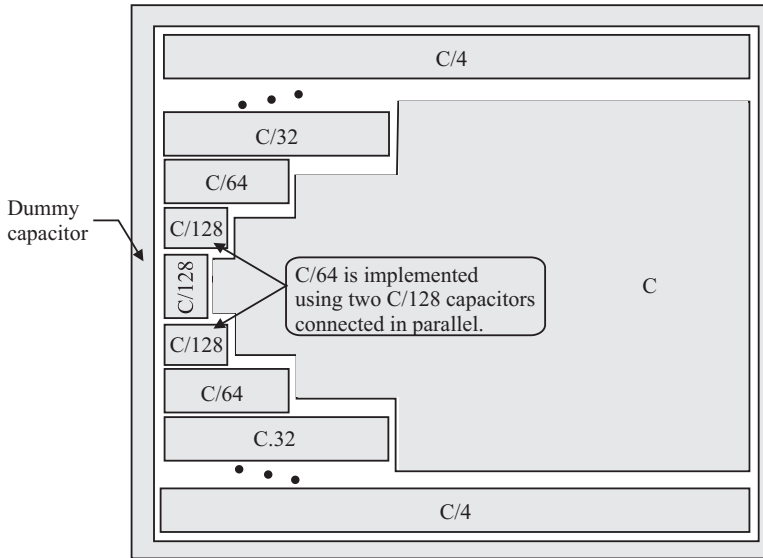 C/4
C/32
C/64
Dummy
capacitor
C/128
C/128
C/64 is implemented
using two C/128 capacitors
connected in parallel.
C
C/128
C/64
C.32
C/4